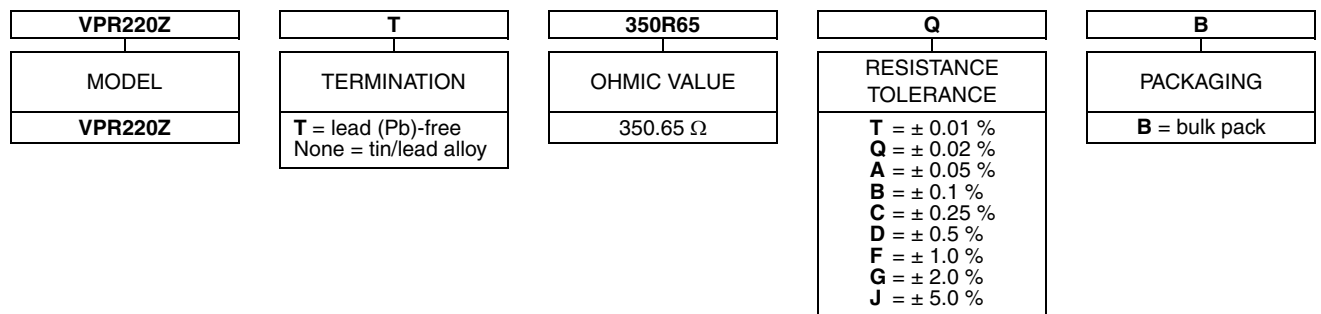 VPR220Z
T
350R65
Q
B
MODEL
TERMINATION
OHMIC VALUE
RESISTANCE
TOLERANCE
PACKAGING
VPR220Z
T = lead (Pb)-free
None = tin/lead alloy
350.65 Ω
T = ± 0.01 %
Q = ± 0.02 %
A = ± 0.05 %
B = ± 0.1 %
C = ± 0.25 %
D = ± 0.5 %
F = ± 1.0 %
G = ± 2.0 %
J = ± 5.0 %
B = bulk pack